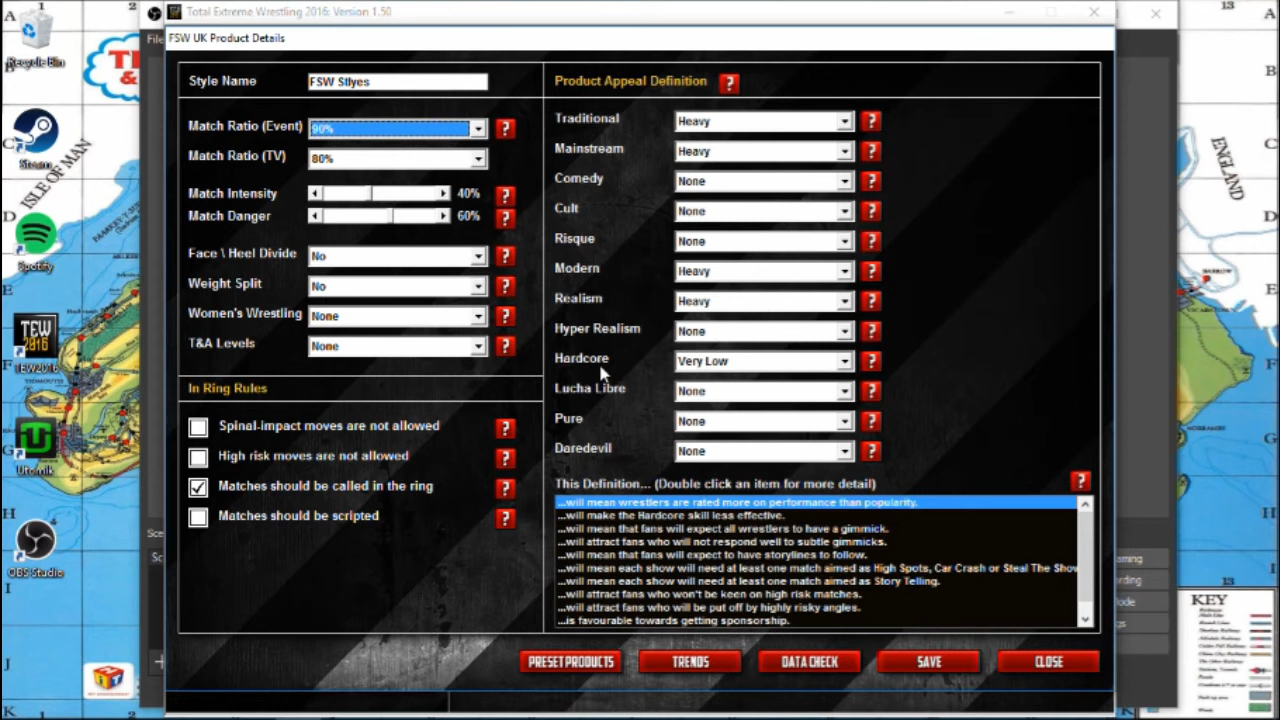 Total Extreme Wrestling 2016: Version 1.50
FSW UK Product Details
Style Name
FSW Stlyes
Match Ratio (Event)
90%
Match Ratio (TV)
80%
Match Intensity
40%
Match Danger
60%
Face \ Heel Divide
No
Weight Split
No
Women's Wrestling
None
T&A Levels
None
In Ring Rules
Spinal-impact moves are not allowed
High risk moves are not allowed
Matches should be called in the ring
Matches should be scripted
Product Appeal Definition
Traditional
Heavy
Mainstream
Heavy
Comedy
None
Cult
None
Risque
None
Modern
Heavy
Realism
Heavy
Hyper Realism
None
Hardcore
Very Low
Lucha Libre
None
Pure
None
Daredevil
None
This Definition... (Double click an item for more detail)
...will mean wrestlers are rated more on performance than popularity.
...will make the Hardcore skill less effective.
...will mean that fans will expect all wrestlers to have a gimmick.
...will attract fans who will not respond well to subtle gimmicks.
...will mean that fans will expect to have storylines to follow.
...will mean each show will need at least one match aimed as High Spots, Car Crash or Steal The Show
...will mean each show will need at least one match aimed as Story Telling.
...will attract fans who won't be keen on high risk matches.
...will attract fans who will be put off by highly risky angles.
...is favourable towards getting sponsorship.
PRESET PRODUCTS
TRENDS
DATA CHECK
SAVE
CLOSE
Recycle Bin
Steam
Spotify
TEW
2016
TEW2016
Utomik
OBS Studio
File
ISLE OF MAN
ENGLAND
KEY
13
13